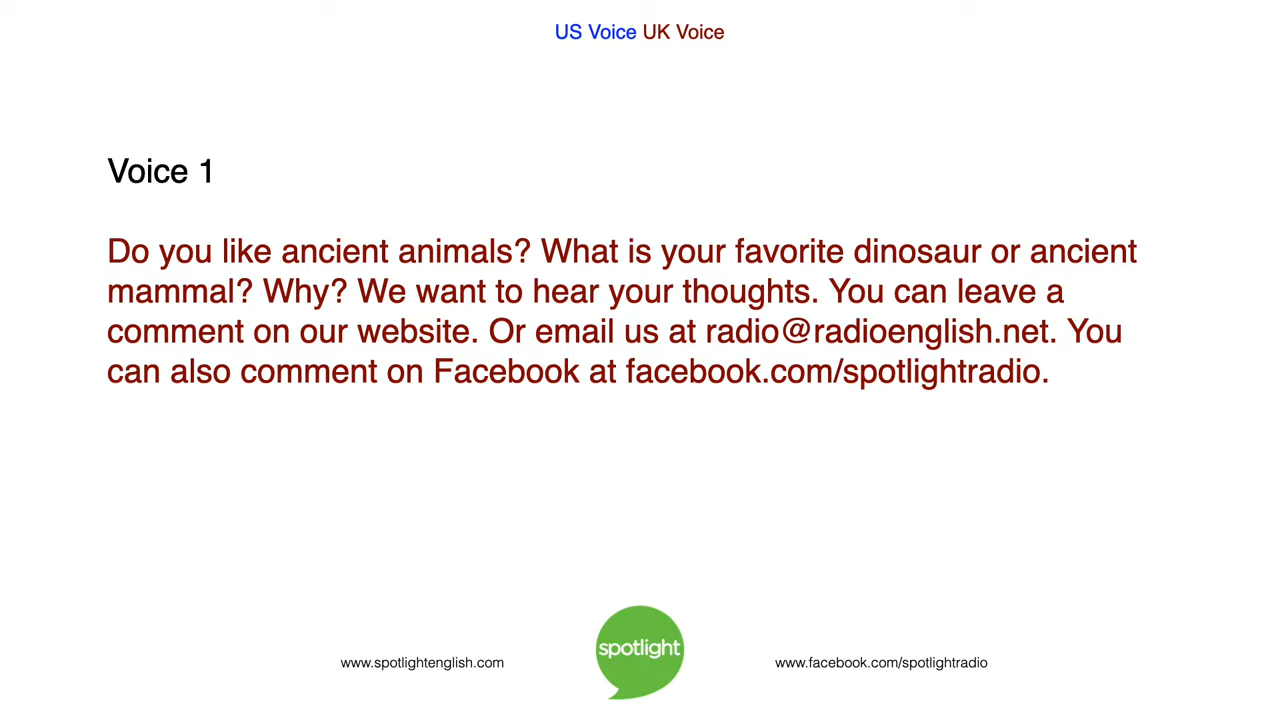 US Voice UK Voice
Voice 1
Do you like ancient animals? What is your favorite dinosaur or ancient
mammal? Why? We want to hear your thoughts. You can leave a
comment on our website. Or email us at radio@radioenglish.net. You
can also comment on Facebook at facebook.com/spotlightradio.
spotlight
www.spotlightenglish.com
www.facebook.com/spotlightradio